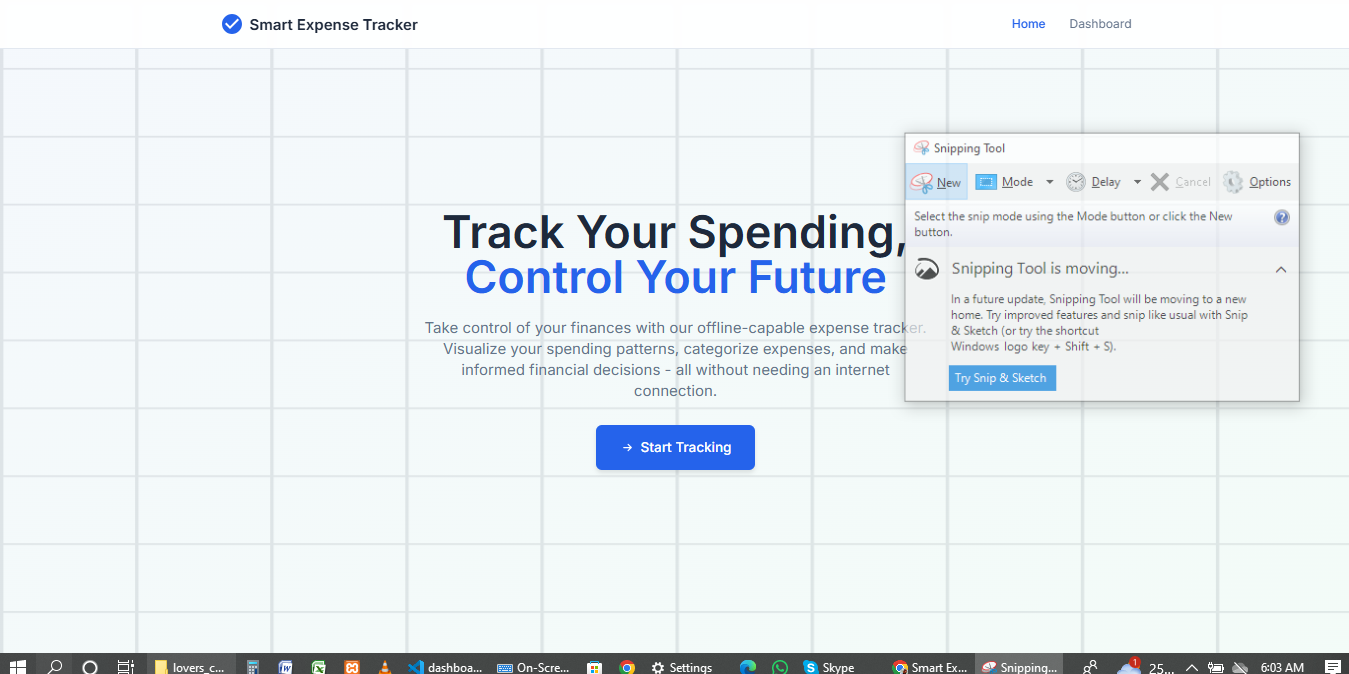 Smart Expense Tracker
Home
Dashboard
Snipping Tool
New
Mode
Delay
Cancel
Options
Select the snip mode using the Mode button or click the New
button.
Snipping Tool is moving...
In a future update, Snipping Tool will be moving to a new
home. Try improved features and snip like usual with Snip
& Sketch (or try the shortcut
Windows logo key + Shift + S).
Try Snip & Sketch
Track Your Spending,
Control Your Future
Take control of your finances with our offline-capable expense tracker.
Visualize your spending patterns, categorize expenses, and make
informed financial decisions - all without needing an internet
connection.
→ Start Tracking
lovers_c...
dashboa...
On-Scre...
Settings
Skype
Smart Ex...
Snipping...
1
25...
6:03 AM